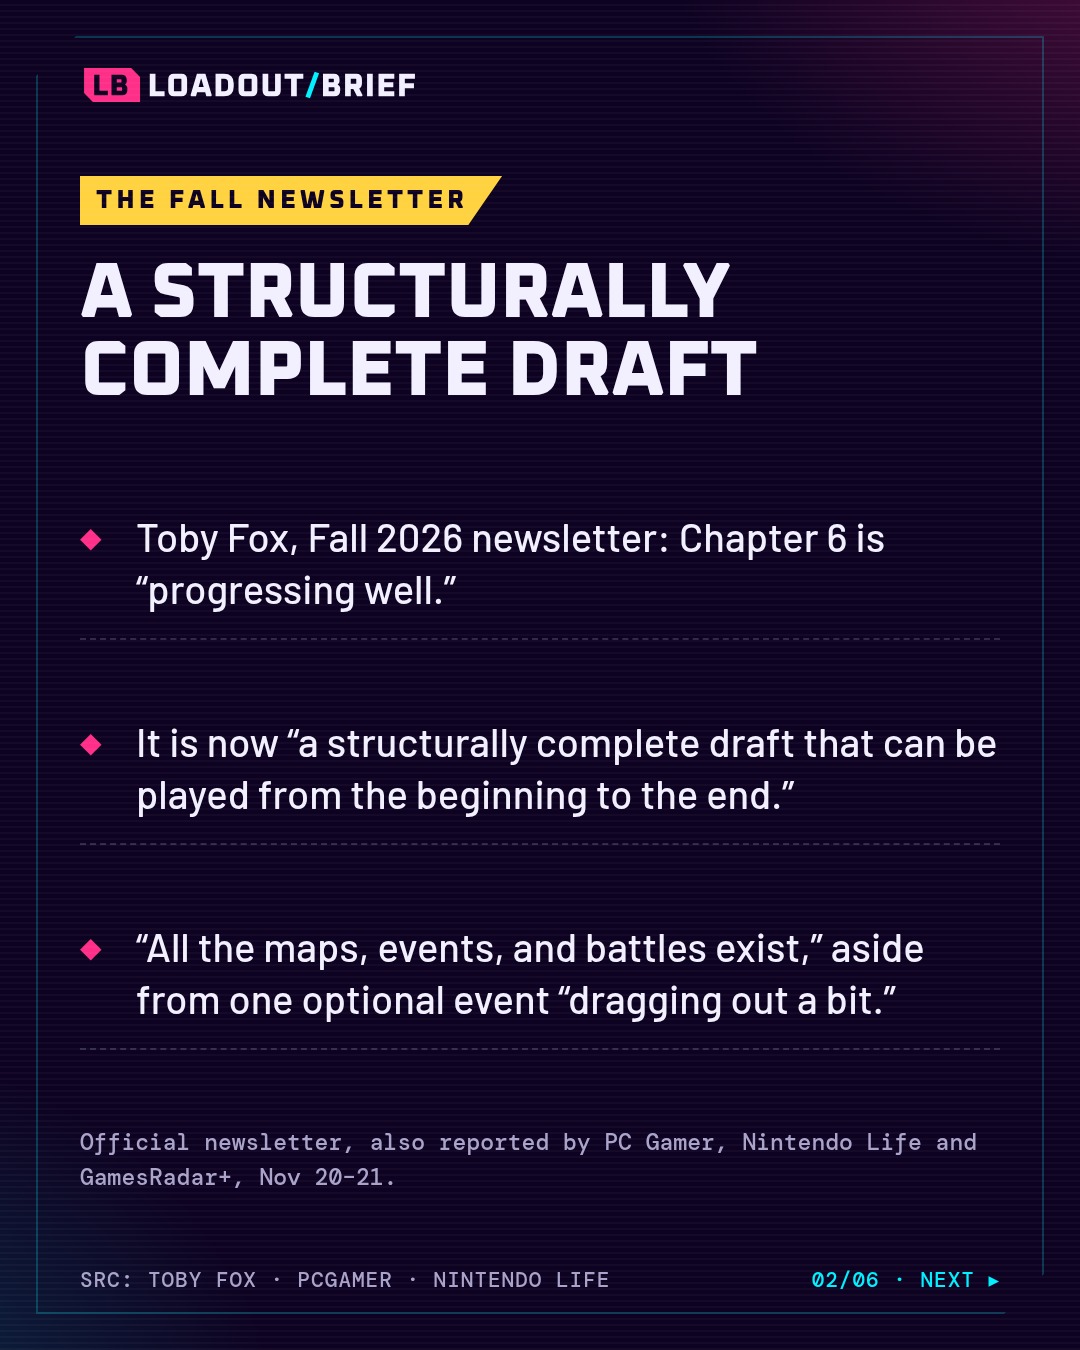 LB LOADOUT/BRIEF
THE FALL NEWSLETTER
A STRUCTURALLY
COMPLETE DRAFT
Toby Fox, Fall 2026 newsletter: Chapter 6 is
“progressing well.”
It is now “a structurally complete draft that can be
played from the beginning to the end.”
“All the maps, events, and battles exist,” aside
from one optional event “dragging out a bit.”
Official newsletter, also reported by PC Gamer, Nintendo Life and
GamesRadar+, Nov 20–21.
SRC: TOBY FOX · PCGAMER · NINTENDO LIFE
02/06 · NEXT ▶